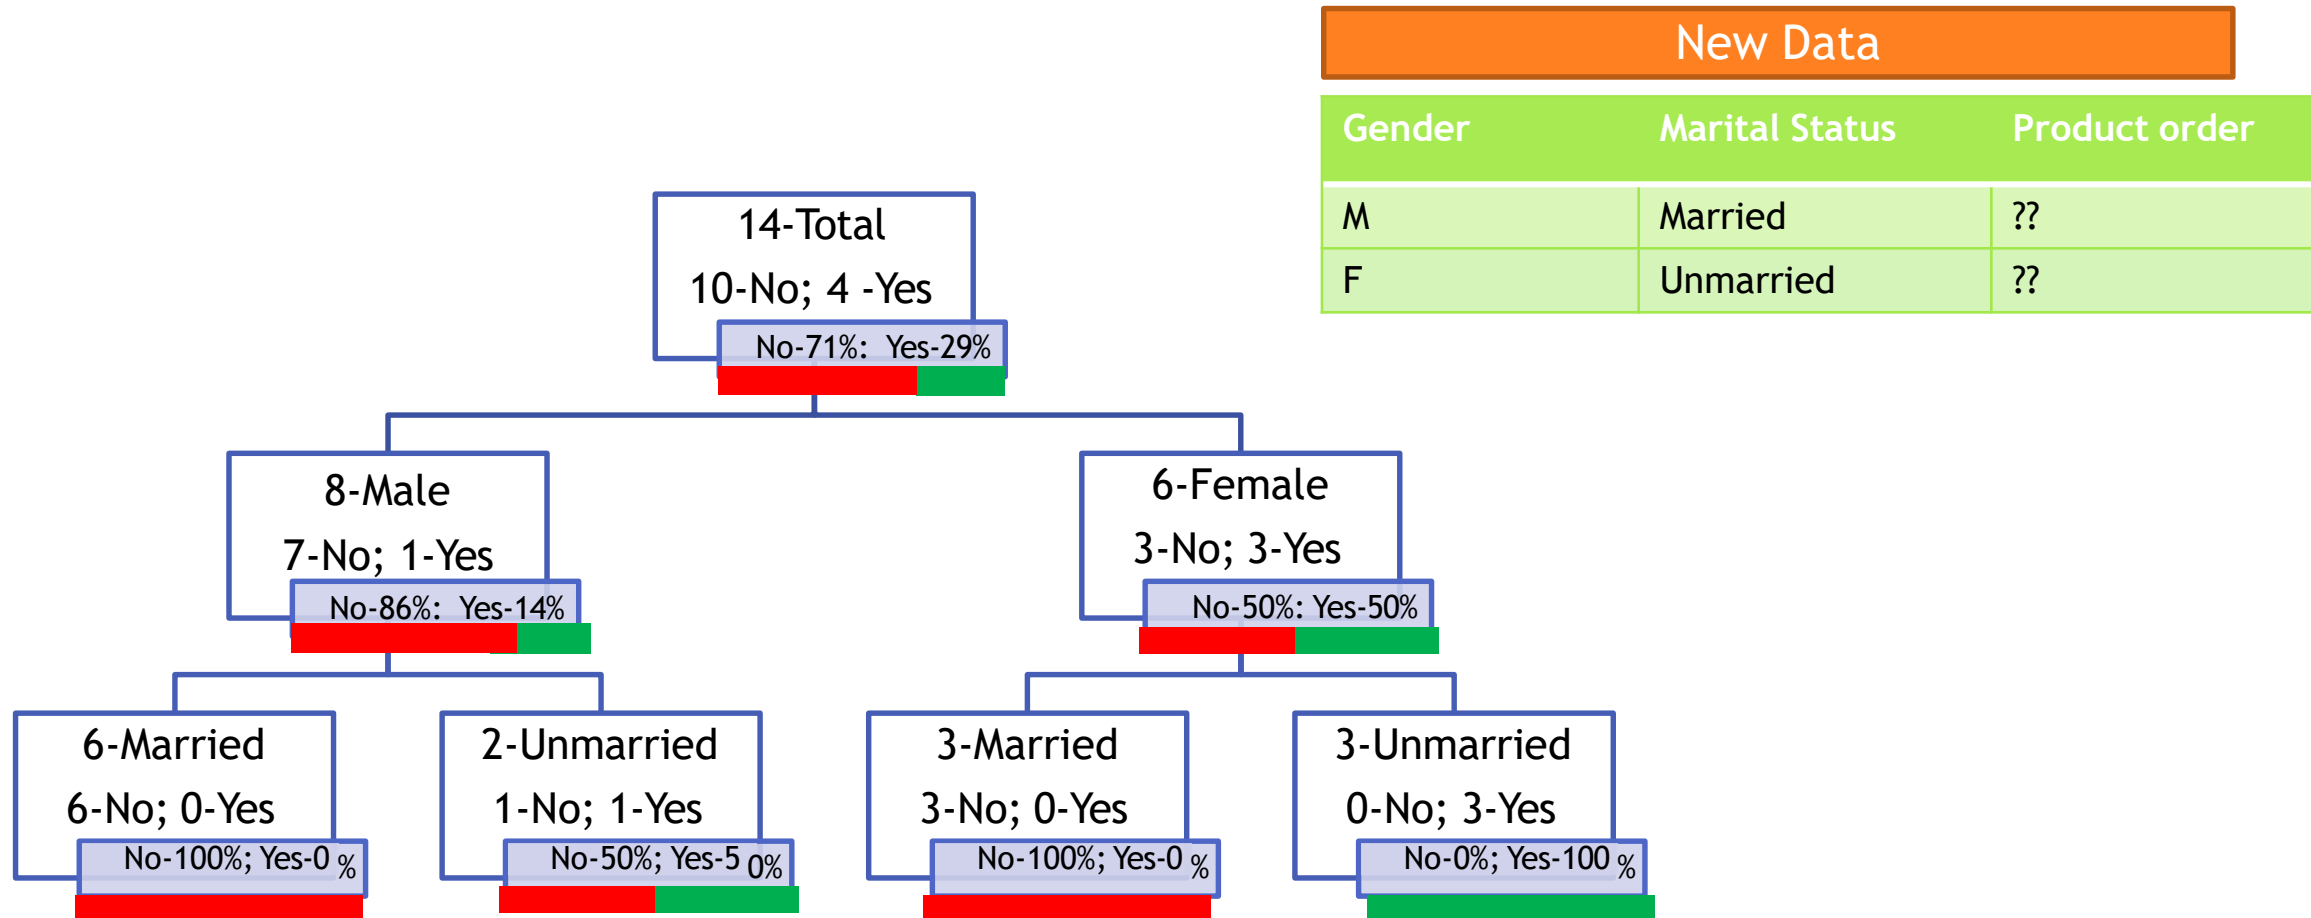 New Data
Gender Marital Status Product order
M Married ??
F Unmarried ??
14-Total
10-No; 4 -Yes
No-71%: Yes-29%
8-Male
7-No; 1-Yes
No-86%: Yes-14%
6-Female
3-No; 3-Yes
No-50%: Yes-50%
6-Married
6-No; 0-Yes
No-100%; Yes-0 %
2-Unmarried
1-No; 1-Yes
No-50%; Yes-5 0%
3-Married
3-No; 0-Yes
No-100%; Yes-0 %
3-Unmarried
0-No; 3-Yes
No-0%; Yes-100 %